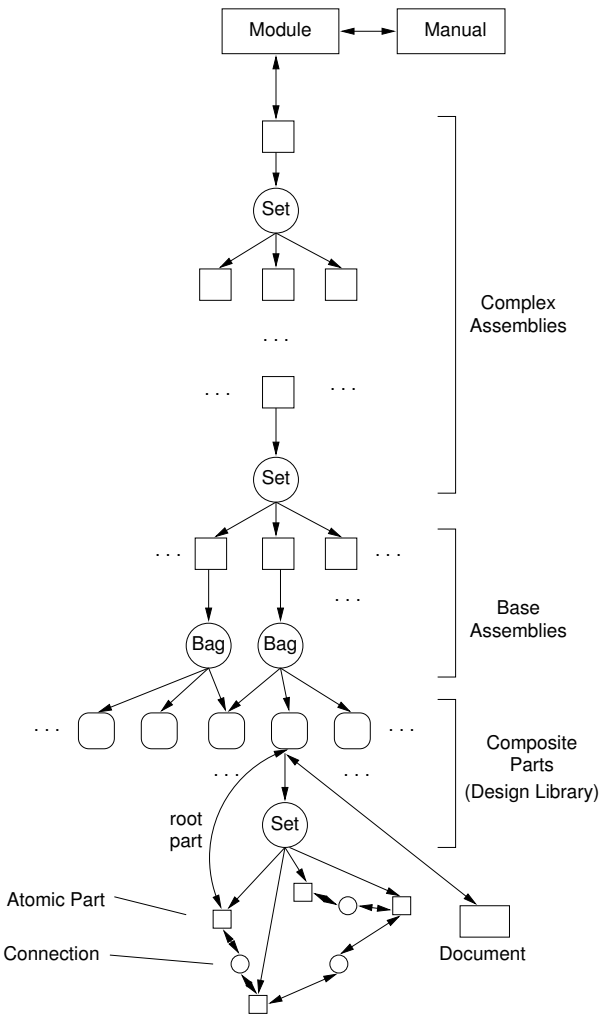 Module
Manual
Set
. . .
Complex
Assemblies
. . .
. . .
Set
. . .
. . .
. . .
Base
Assemblies
Bag
Bag
. . .
. . .
Composite
Parts
(Design Library)
. . .
. . .
root
part
Set
Atomic Part
Connection
Document